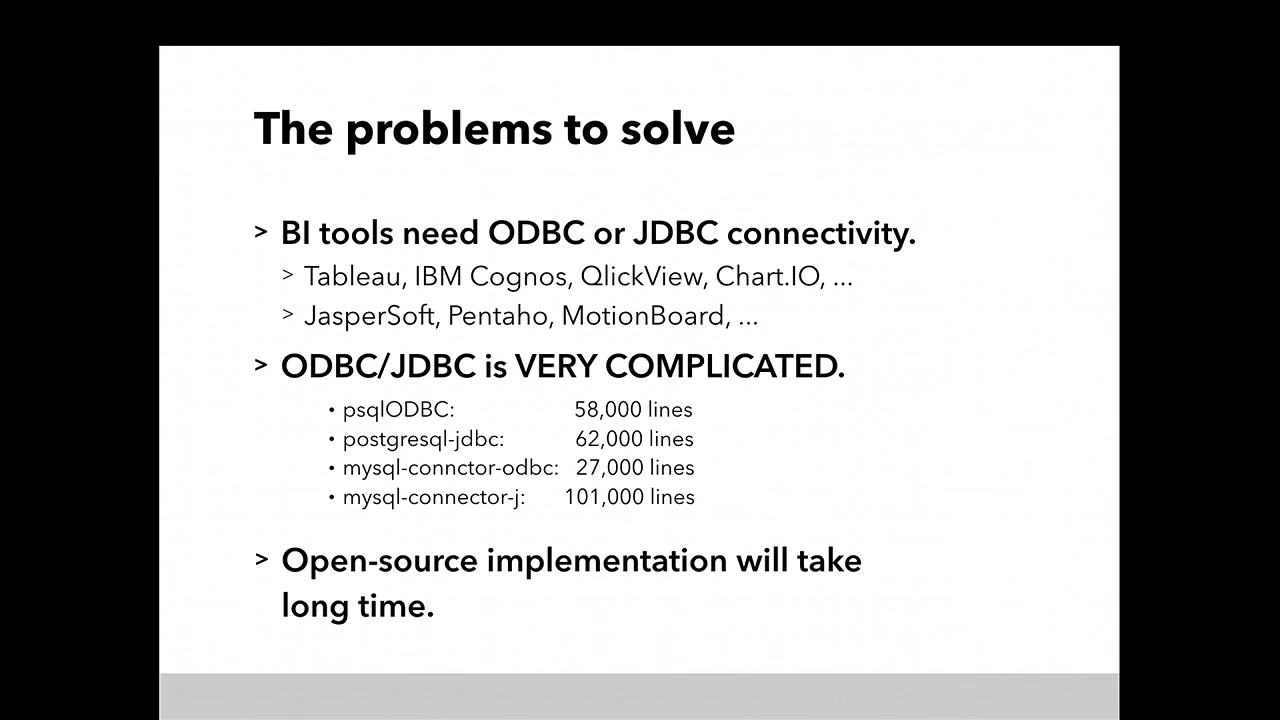 The problems to solve
> BI tools need ODBC or JDBC connectivity.
> Tableau, IBM Cognos, QlickView, Chart.IO, ...
> JasperSoft, Pentaho, MotionBoard, ...
> ODBC/JDBC is VERY COMPLICATED.
• psqlODBC: 58,000 lines
• postgresql-jdbc: 62,000 lines
• mysql-connctor-odbc: 27,000 lines
• mysql-connector-j: 101,000 lines
> Open-source implementation will take
long time.